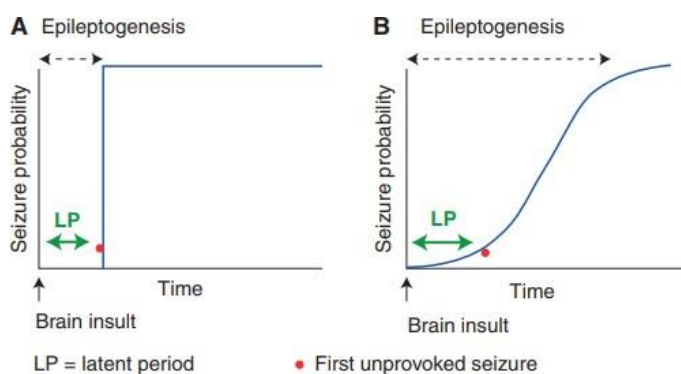 A Epileptogenesis
Seizure probability
LP
Time
Brain insult
B Epileptogenesis
Seizure probability
LP
Time
Brain insult
LP = latent period
First unprovoked seizure